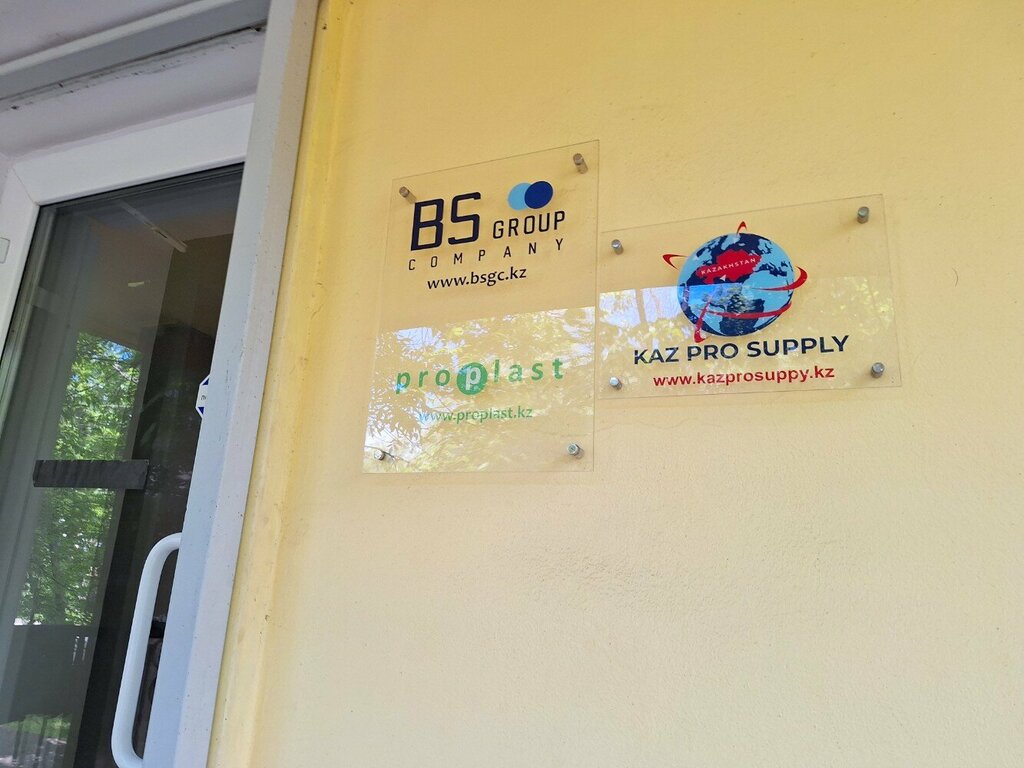 BS GROUP
COMPANY
www.bsgc.kz
proplast
www.proplast.kz
KAZAKHSTAN
KAZ PRO SUPPLY
www.kazprosuppy.kz